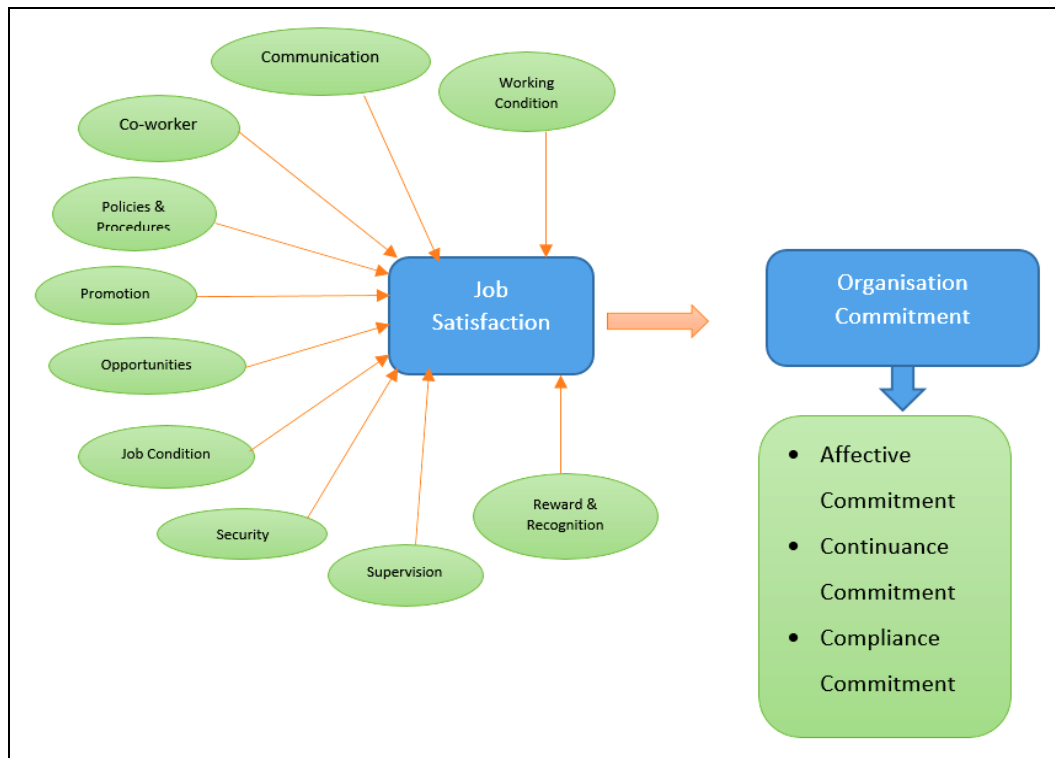 Communication
Working
Condition
Co-worker
Policies &
Procedures
Promotion
Opportunities
Job Condition
Security
Supervision
Reward &
Recognition
Job
Satisfaction
Organisation
Commitment
• Affective
Commitment
• Continuance
Commitment
• Compliance
Commitment